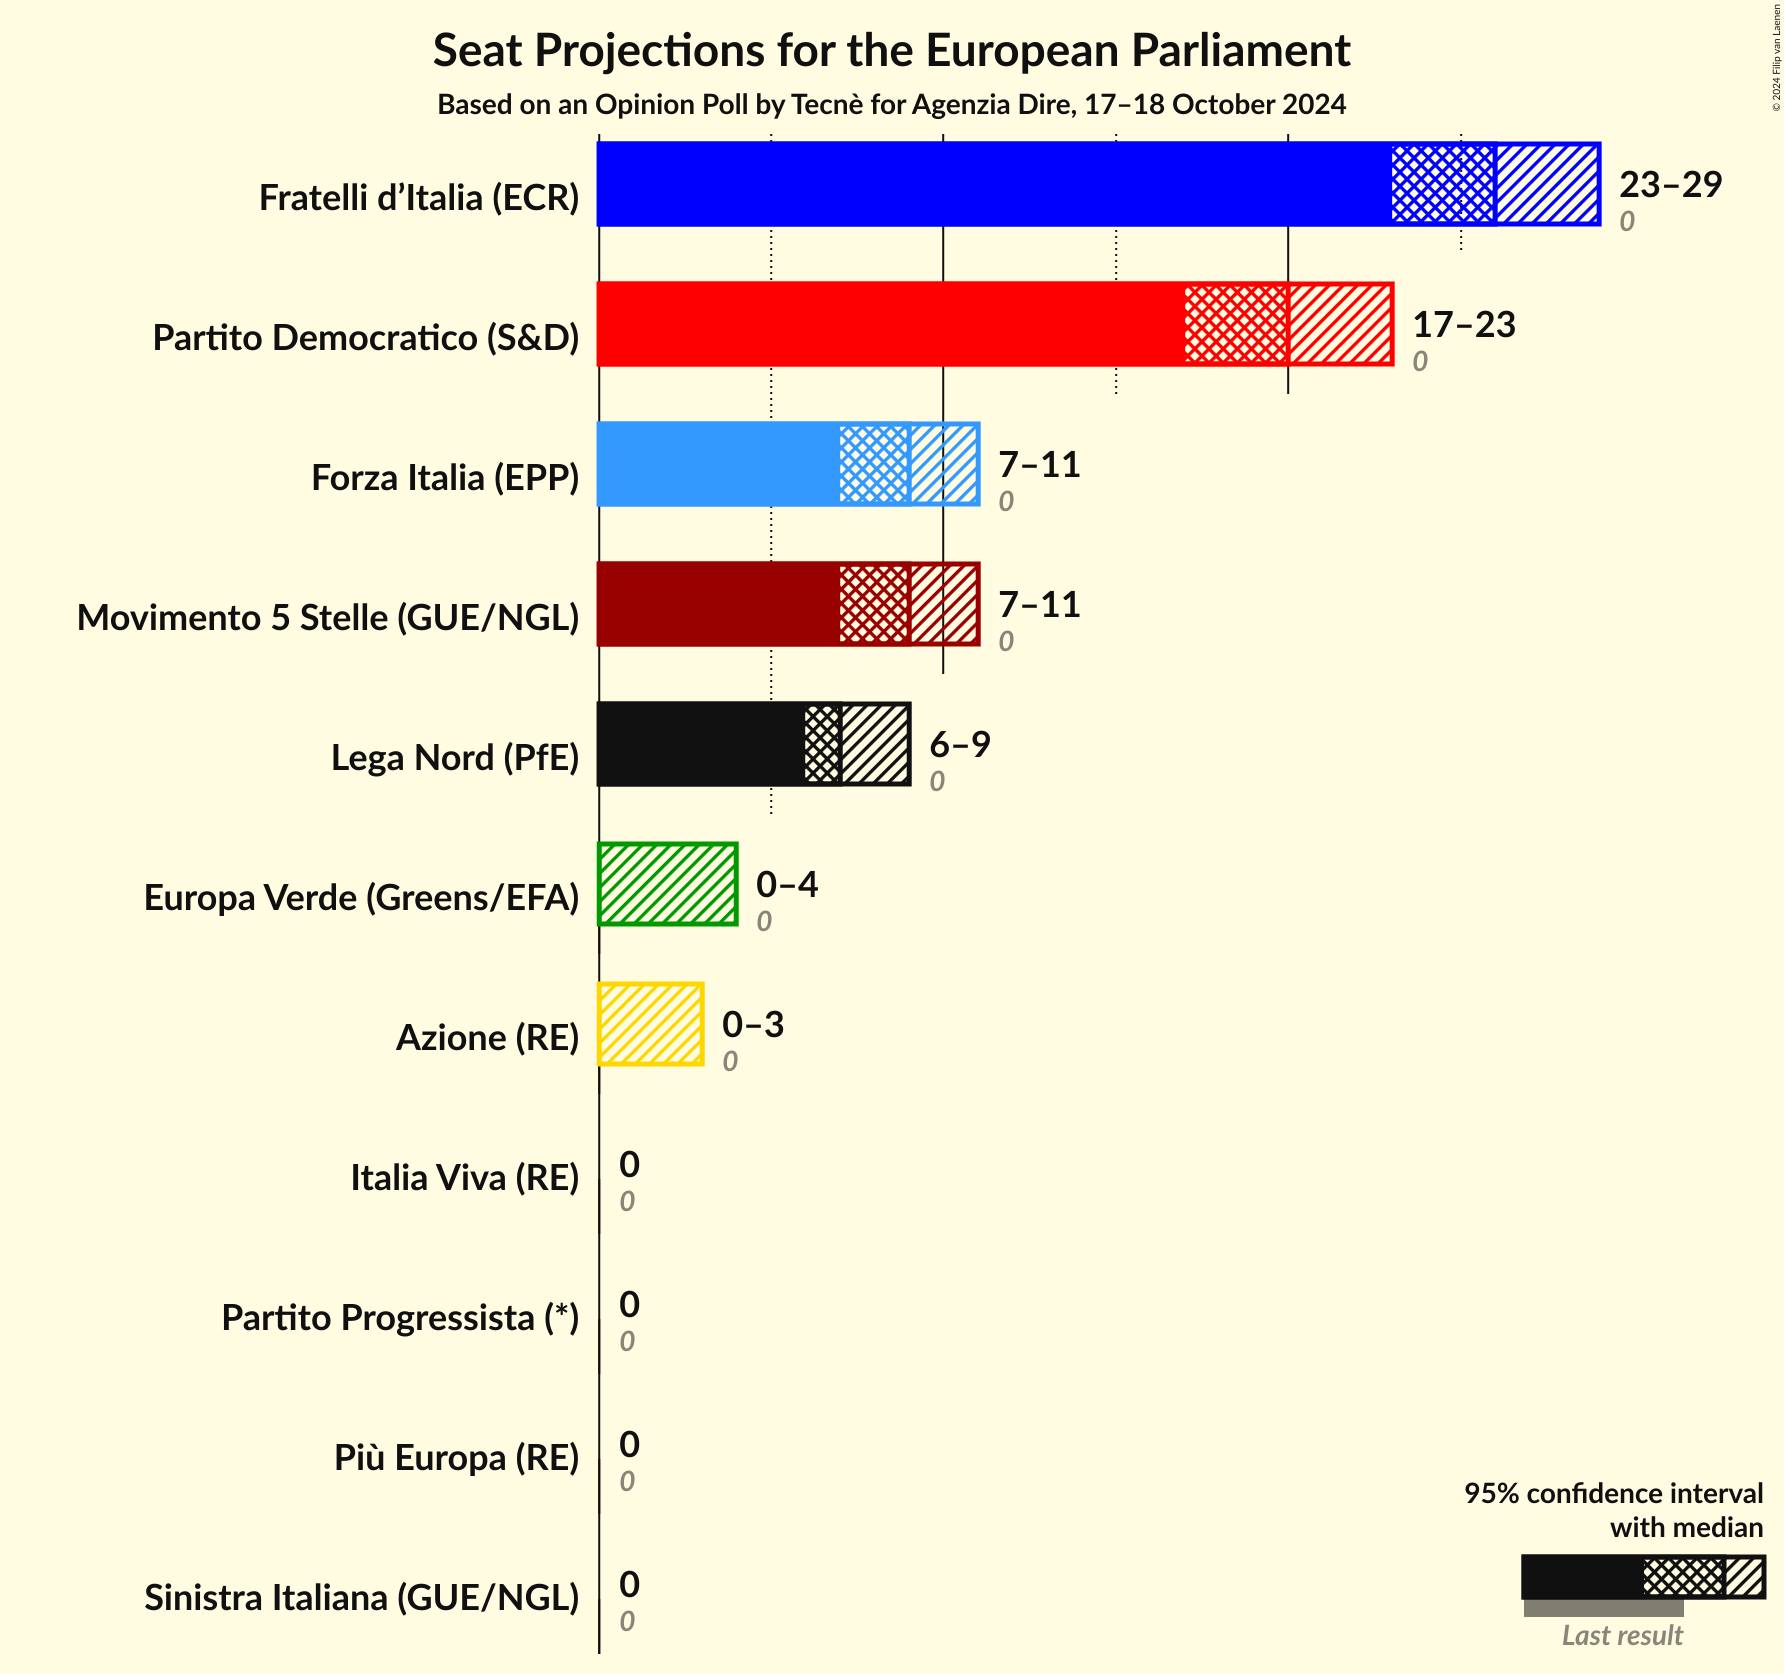 Seat Projections for the European Parliament
Based on an Opinion Poll by Tecnè for Agenzia Dire, 17–18 October 2024
© 2024 Filip van Laenen
Fratelli d’Italia (ECR)
23–29
0
Partito Democratico (S&D)
17–23
0
Forza Italia (EPP)
7–11
0
Movimento 5 Stelle (GUE/NGL)
7–11
0
Lega Nord (PfE)
6–9
0
Europa Verde (Greens/EFA)
0–4
0
Azione (RE)
0–3
0
Italia Viva (RE)
0
0
Partito Progressista (*)
0
0
Più Europa (RE)
0
0
Sinistra Italiana (GUE/NGL)
0
0
95% confidence interval
with median
Last result